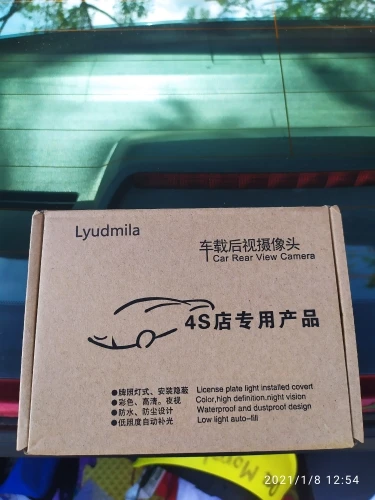 Lyudmila
车载后视摄像头
Car Rear View Camera
4S店专用产品
●牌照灯式、安装隐蔽 License plate light installed covert
●彩色、高清。夜视 Color,high definition.night vision
●防水、防尘设计 Waterproof and dustproof design
●低照度自动补光 Low light auto-fill
2021/1/8 12:54